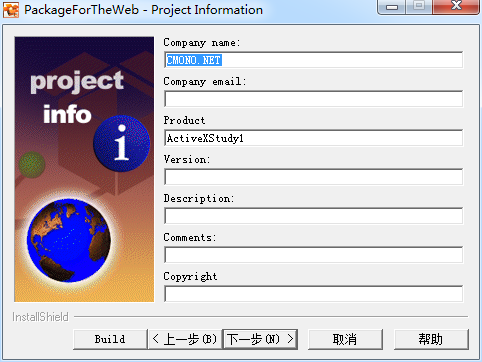 PackageForTheWeb - Project Information
project
info
i
Company name:
CMONO.NET
Company email:
Product
ActiveXStudy1
Version:
Description:
Comments:
Copyright
InstallShield
Build
< 上一步(B)
下一步(N) >
取消
帮助